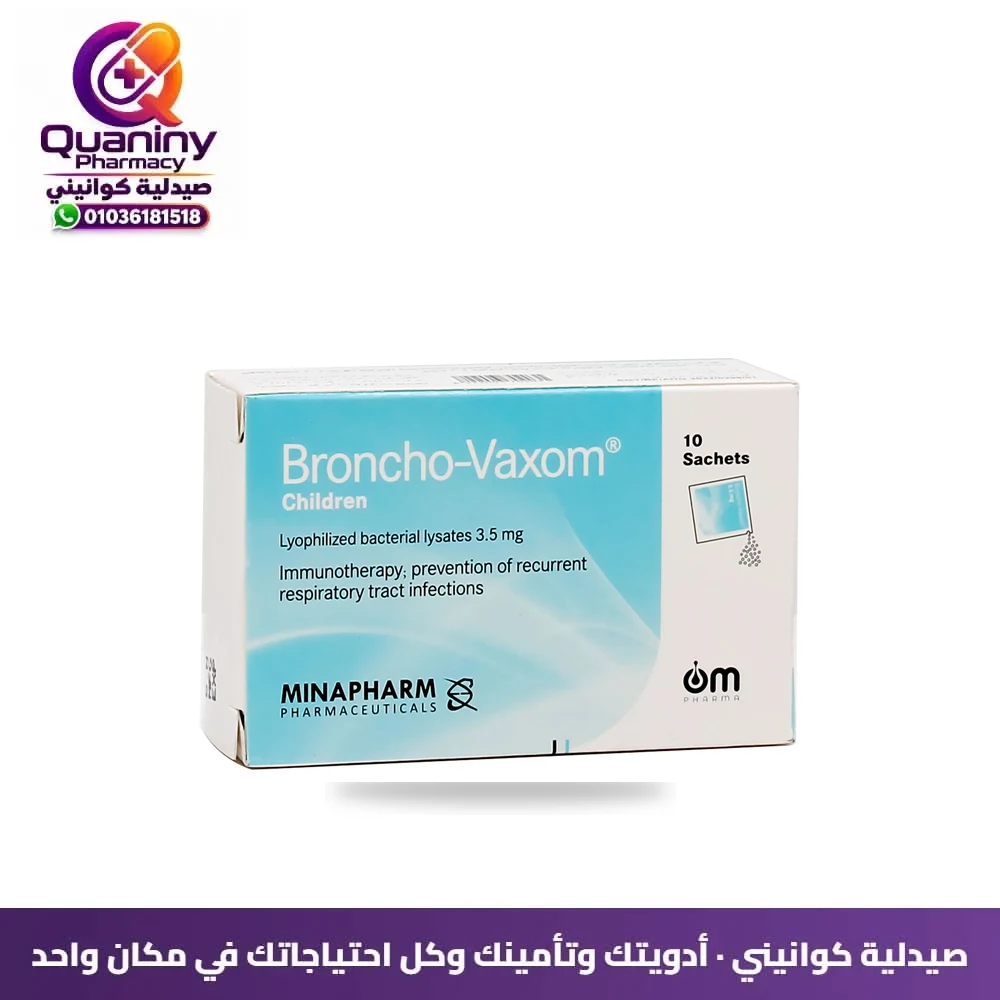 Quaniny
Pharmacy
صيدلية كوانيني
01036181518
Broncho-Vaxom®
Children
Lyophilized bacterial lysates 3.5 mg
Immunotherapy; prevention of recurrent
respiratory tract infections
MINAPHARM
PHARMACEUTICALS
10
Sachets
om
PHARMA
صيدلية كوانيني · أدويتك وتأمينك وكل احتياجاتك في مكان واحد